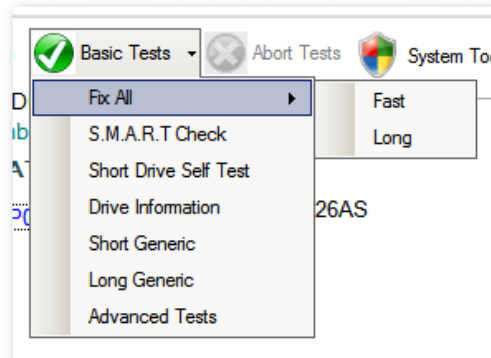 Basic Tests
Abort Tests
System To
Fix All
Fast
S.M.A.R.T Check
Long
Short Drive Self Test
Drive Information
26AS
Short Generic
Long Generic
Advanced Tests